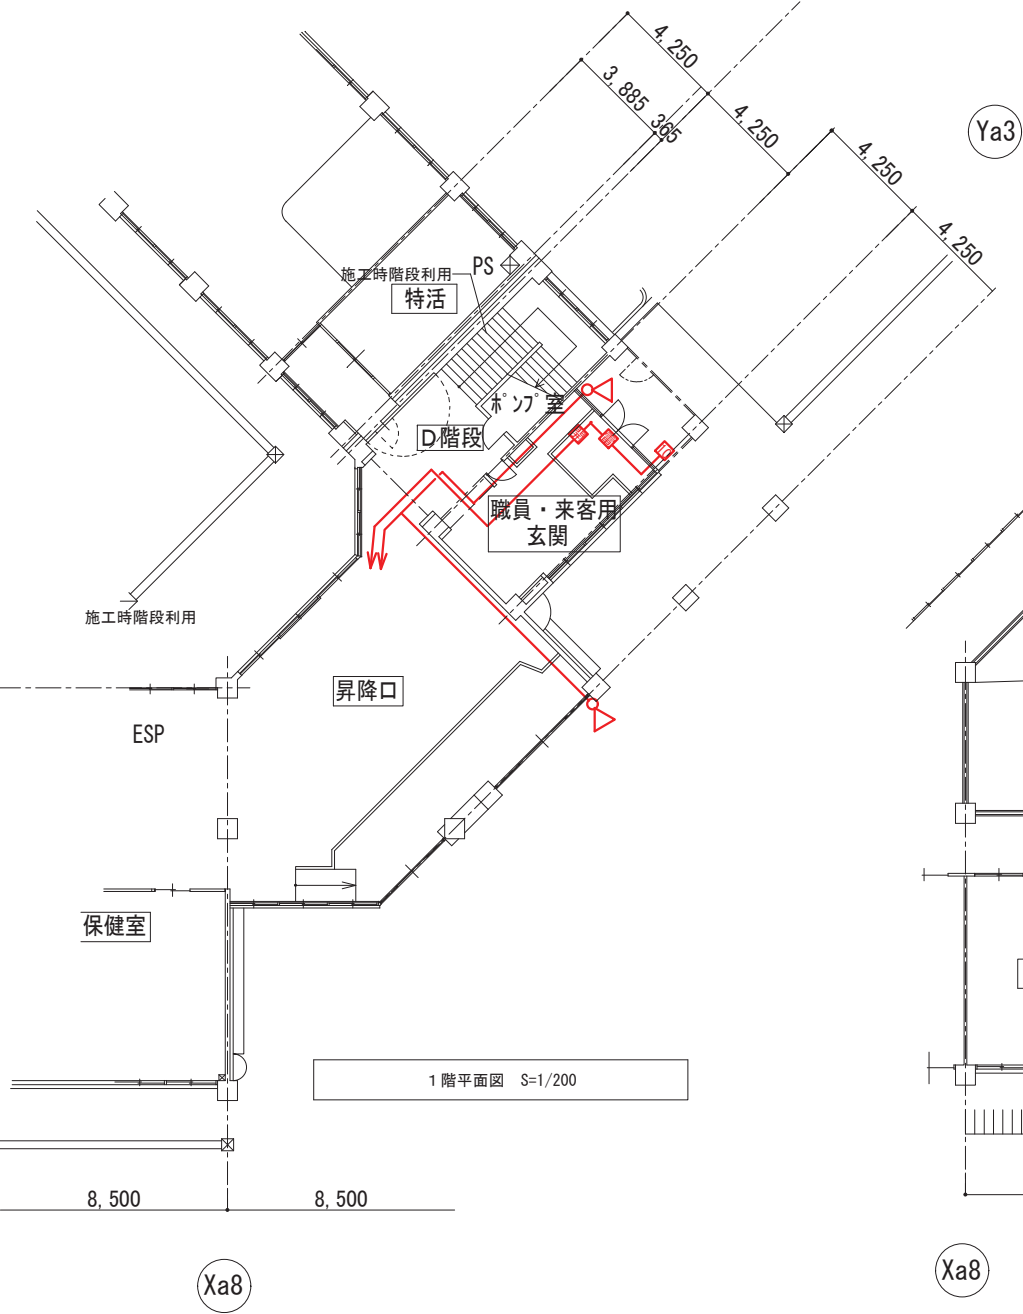 4,250
3,885
365
4,250
4,250
4,250
Ya3
施工時階段利用
PS
特活
ポンプ室
D階段
職員・来客用
玄関
施工時階段利用
昇降口
ESP
保健室
1階平面図 S=1/200
8,500
8,500
Xa8
Xa8